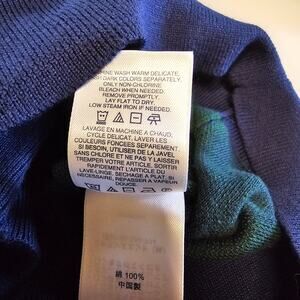 MACHINE WASH WARM DELICATE,
DARK COLORS SEPARATELY.
ONLY NON-CHLORINE
BLEACH WHEN NEEDED.
REMOVE PROMPTLY.
LAY FLAT TO DRY
LOW STEAM IRON IF NEEDED.
LAVAGE EN MACHINE A CHAUD,
CYCLE DELICAT. LAVER LES
COULEURS FONCEES SEPAREMENT.
SI BESOIN, UTILISER DE LA JAVEL
SANS CHLORE ET NE PAS LAISSER
TREMPER VOTRE ARTICLE. SORTIR
RAPIDEMENT L'ARTICLE DU
LAVE-LINGE. SECHAGE A PLAT. SI
NECESSAIRE, REPASSER A VAPEUR
DOUCE.
綿 100%
中国製